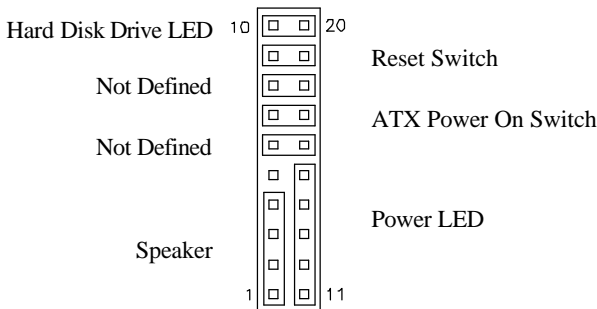 Hard Disk Drive LED 10 20
Reset Switch
Not Defined
ATX Power On Switch
Not Defined
Power LED
Speaker
1 11